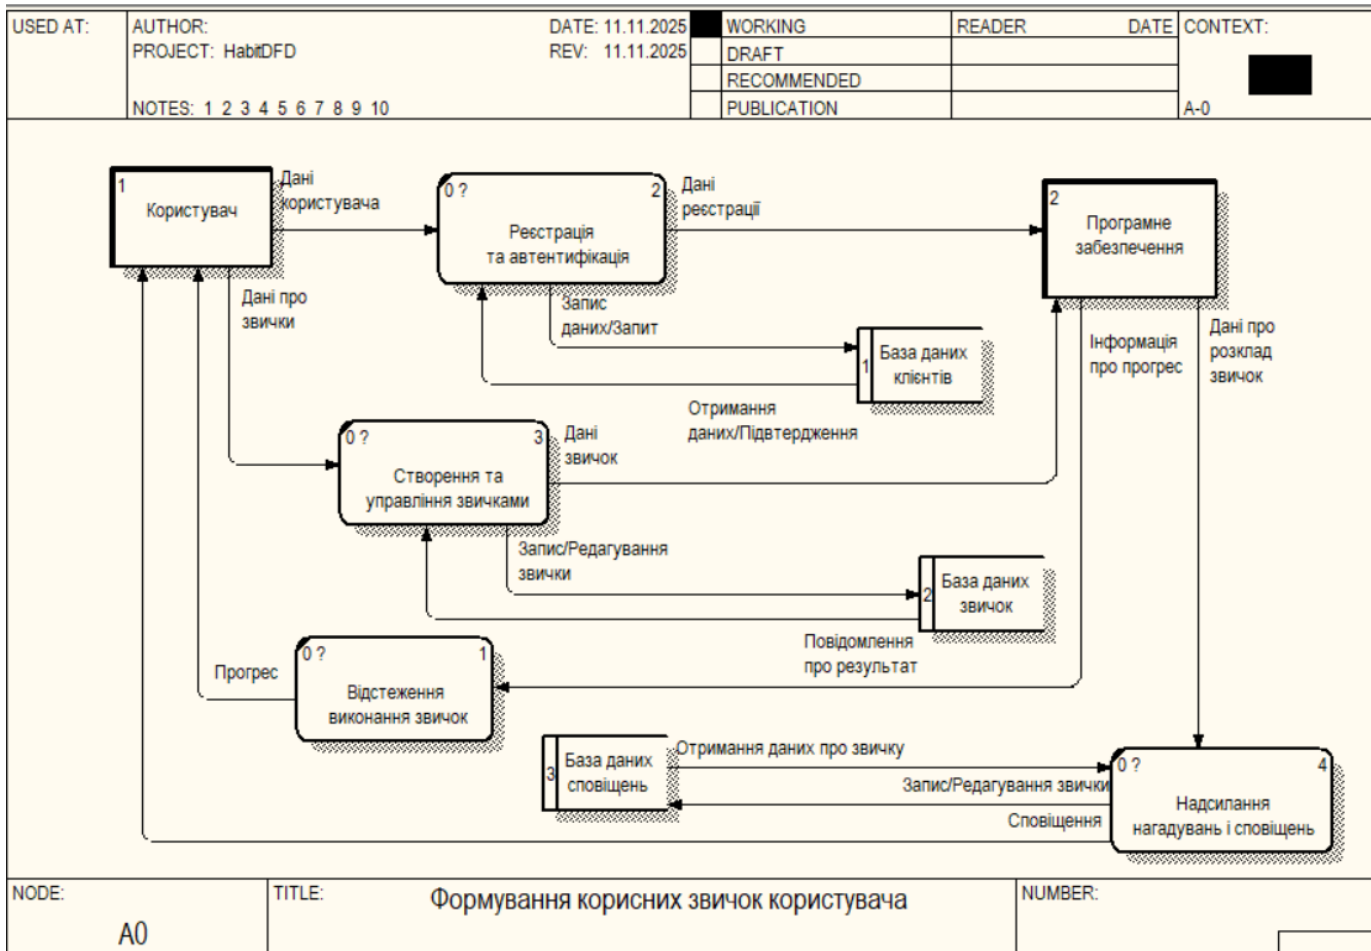 USED AT:
AUTHOR:
DATE: 11.11.2025
PROJECT: HabitDFD
REV: 11.11.2025
NOTES: 1 2 3 4 5 6 7 8 9 10
WORKING
DRAFT
RECOMMENDED
PUBLICATION
READER
DATE
CONTEXT:
A-0
1
Користувач
Дані
користувача
0 ?
2
Реєстрація
та автентифікація
Дані
реєстрації
2
Програмне
забезпечення
Дані про
звички
Запис
даних/Запит
1
База даних
клієнтів
Інформація
про прогрес
Дані про
розклад
звичок
Отримання
даних/Підвтердження
0 ?
3
Створення та
управління звичками
Дані
звичок
Запис/Редагування
звички
2
База даних
звичок
Повідомлення
про результат
Прогрес
0 ?
1
Відстеження
виконання звичок
3
База даних
сповіщень
Отримання даних про звичку
Запис/Редагування звички
Сповіщення
0 ?
4
Надсилання
нагадувань і сповіщень
NODE:
A0
TITLE:
Формування корисних звичок користувача
NUMBER: